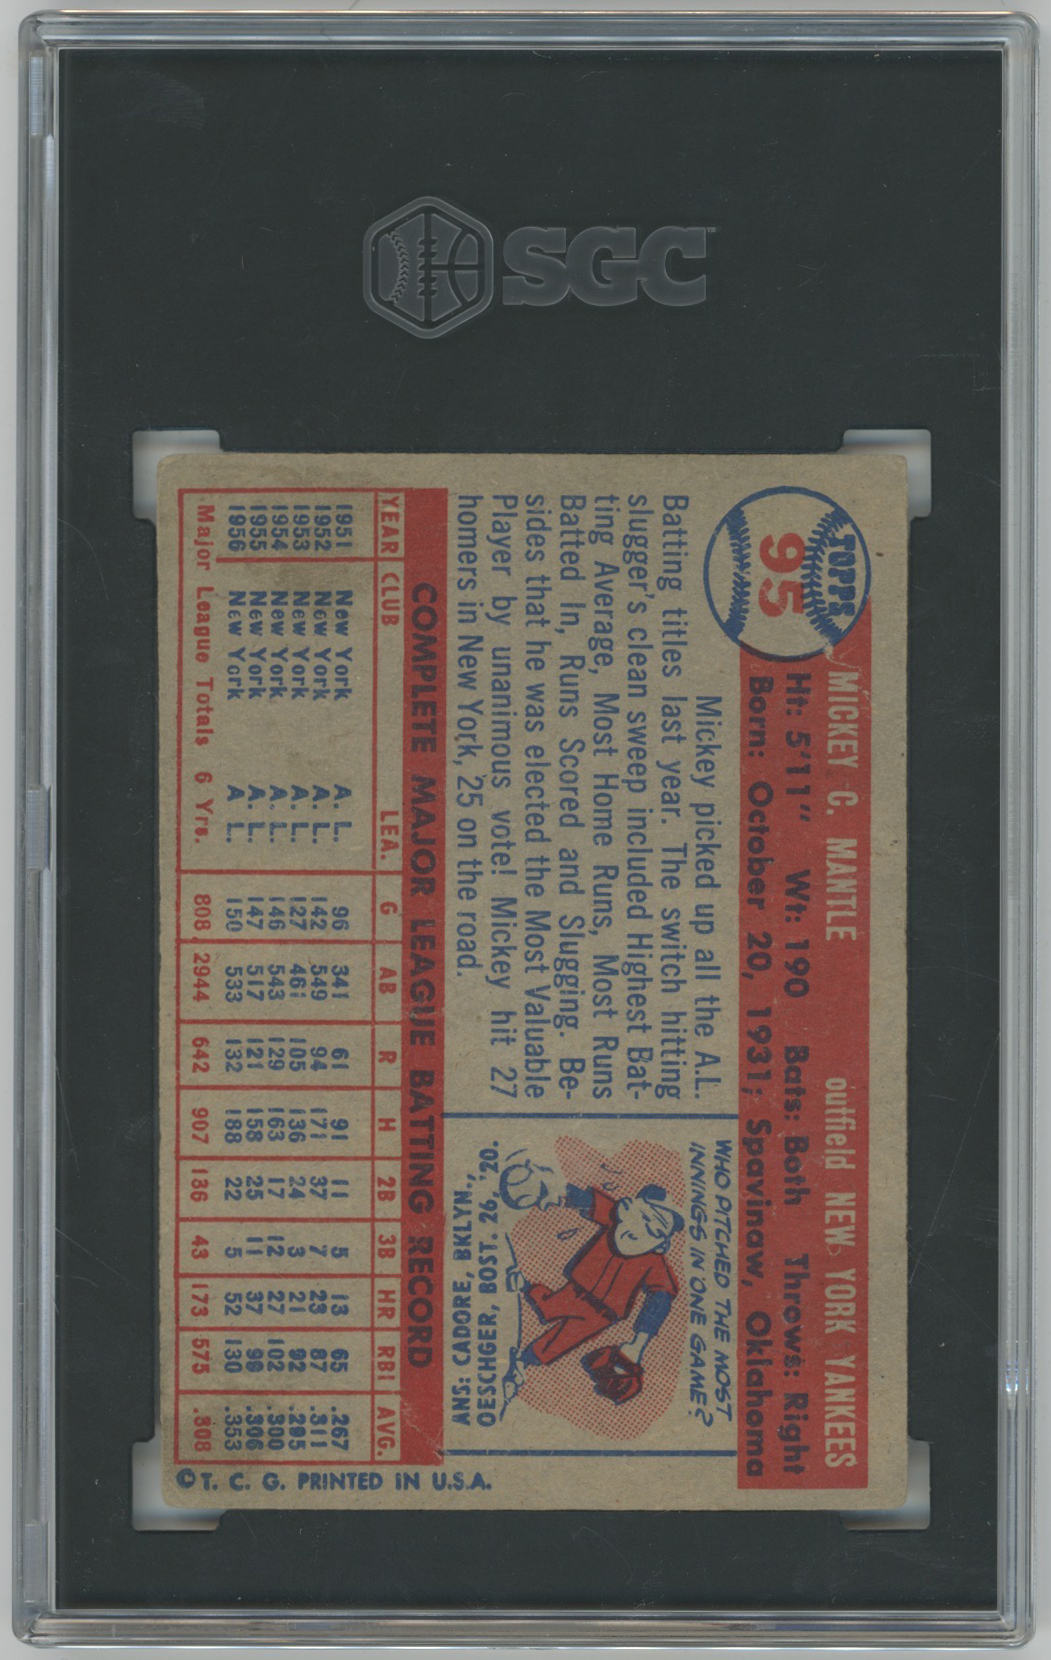 SGC
TOPPS
95
MICKEY C. MANTLE outfield NEW YORK YANKEES
Ht: 5'11" Wt: 190 Bats: Both Throws: Right
Born: October 20, 1931; Spavinaw, Oklahoma
Mickey picked up all the A.L.
Batting titles last year. The switch hitting
slugger's clean sweep included Highest Bat-
ting Average, Most Home Runs, Most Runs
Batted In, Runs Scored and Slugging. Be-
sides that he was elected the Most Valuable
Player by unanimous vote! Mickey hit 27
homers in New York, 25 on the road.
WHO PITCHED THE MOST
INNINGS IN ONE GAME?
ANS: CADORE, BKLYN.,
OESCHGER, BOST. 26, '20.
COMPLETE MAJOR LEAGUE BATTING RECORD
YEAR CLUB LEA. G AB R H 2B 3B HR RBI AVG.
1951 New York A. L. 96 341 61 91 11 5 13 65 .267
1952 New York A. L. 142 549 94 171 37 7 23 87 .311
1953 New York A. L. 127 461 105 136 24 3 21 92 .295
1954 New York A. L. 146 543 129 163 17 12 27 102 .300
1955 New York A. L. 147 517 121 158 25 11 37 99 .306
1956 New York A. L. 150 533 132 188 22 5 52 130 .353
Major League Totals 6 Yrs. 808 2944 642 907 136 43 173 575 .308
© T. C. G. PRINTED IN U.S.A.